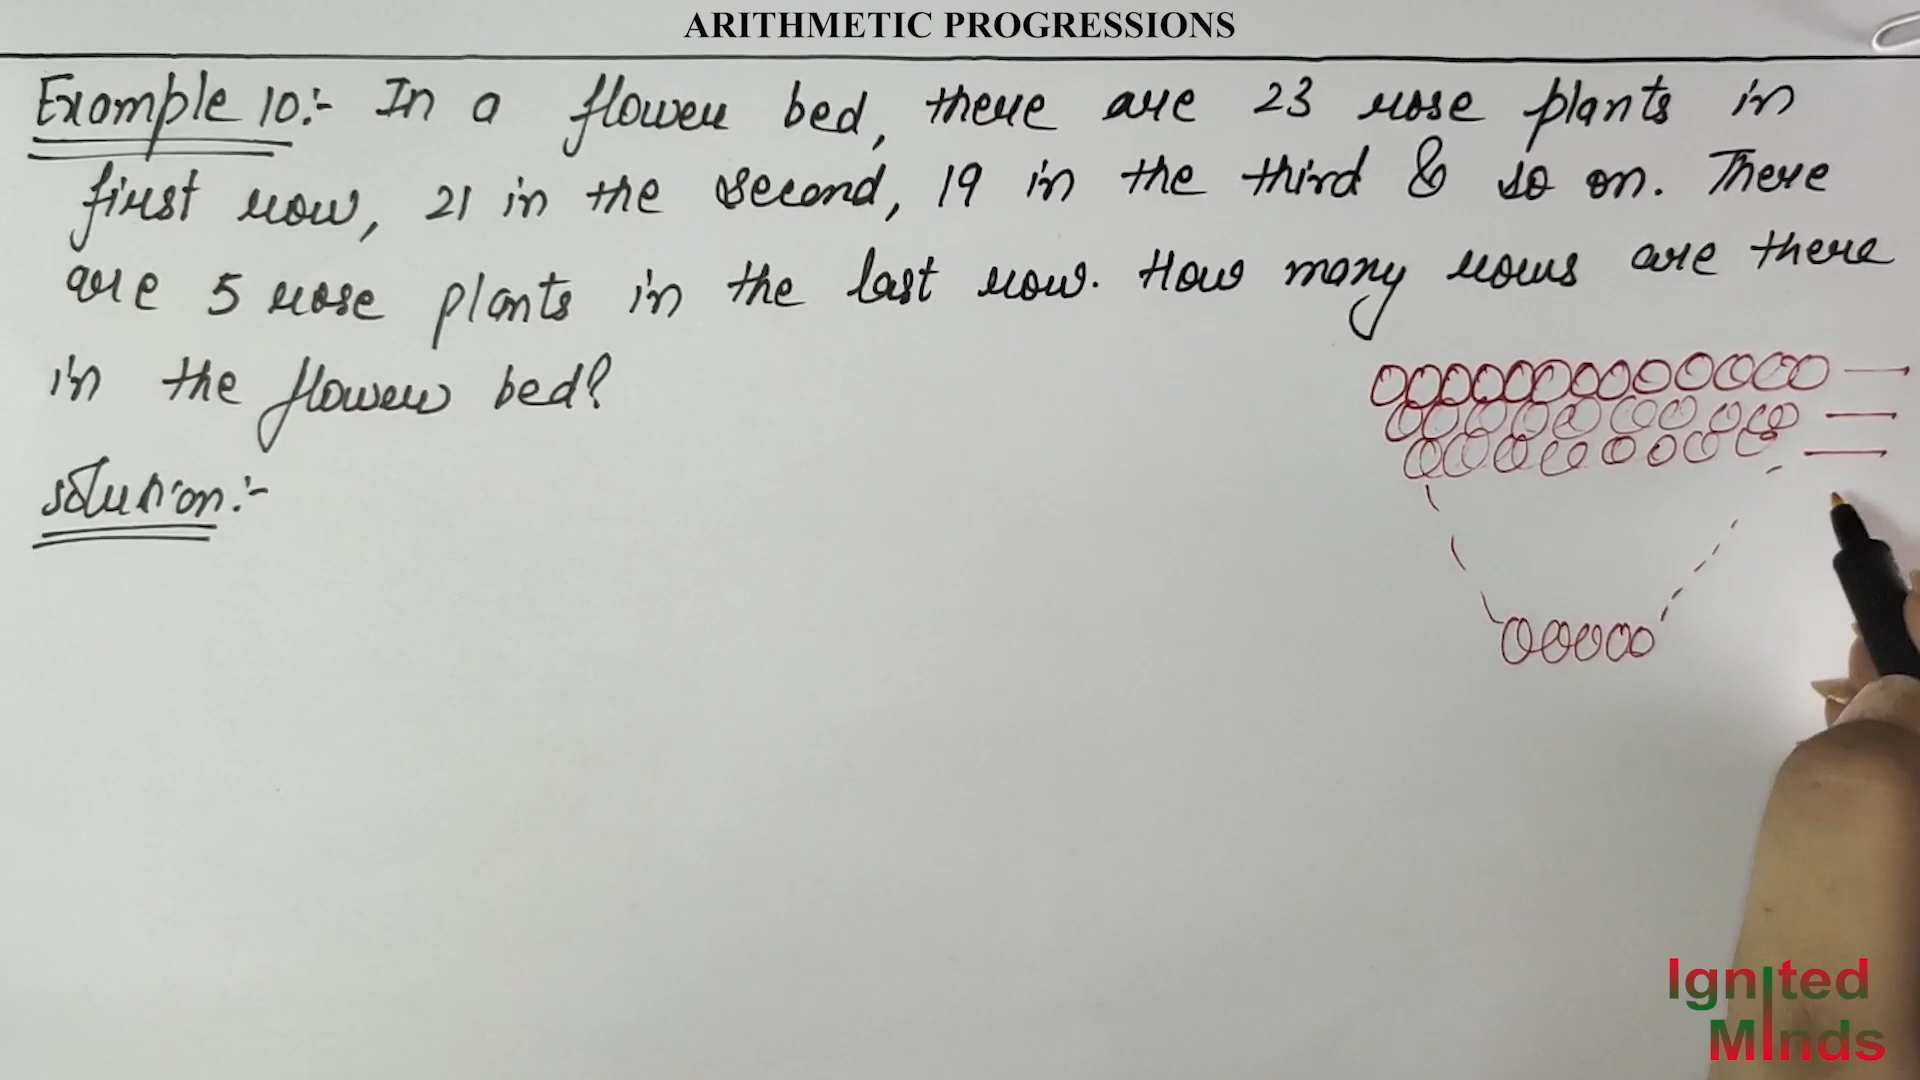 ARITHMETIC PROGRESSIONS
Example 10:- In a flower bed, there are 23 rose plants in
first row, 21 in the second, 19 in the third & so on. There
are 5 rose plants in the last row. How many rows are there
in the flower bed?
Solution:-
Ignited
Minds